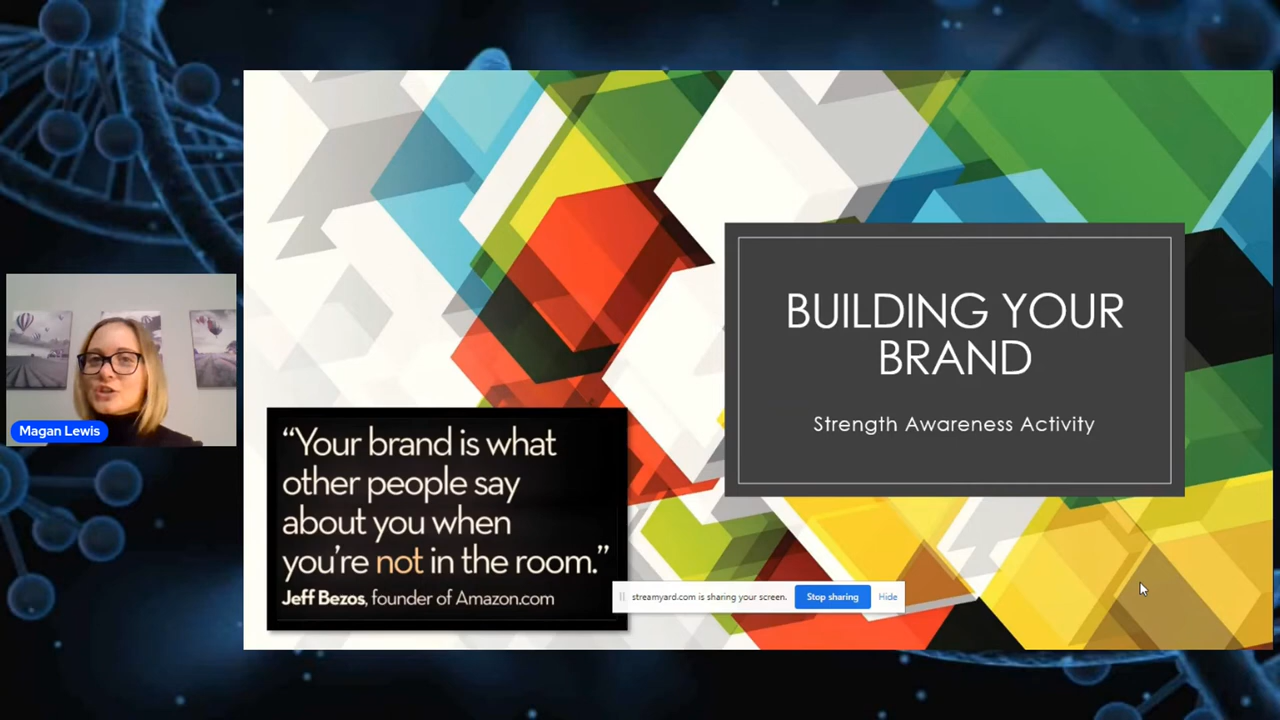 BUILDING YOUR
BRAND
Strength Awareness Activity
Magan Lewis
“Your brand is what
other people say
about you when
you’re not in the room.”
Jeff Bezos, founder of Amazon.com
streamyard.com is sharing your screen.
Stop sharing
Hide